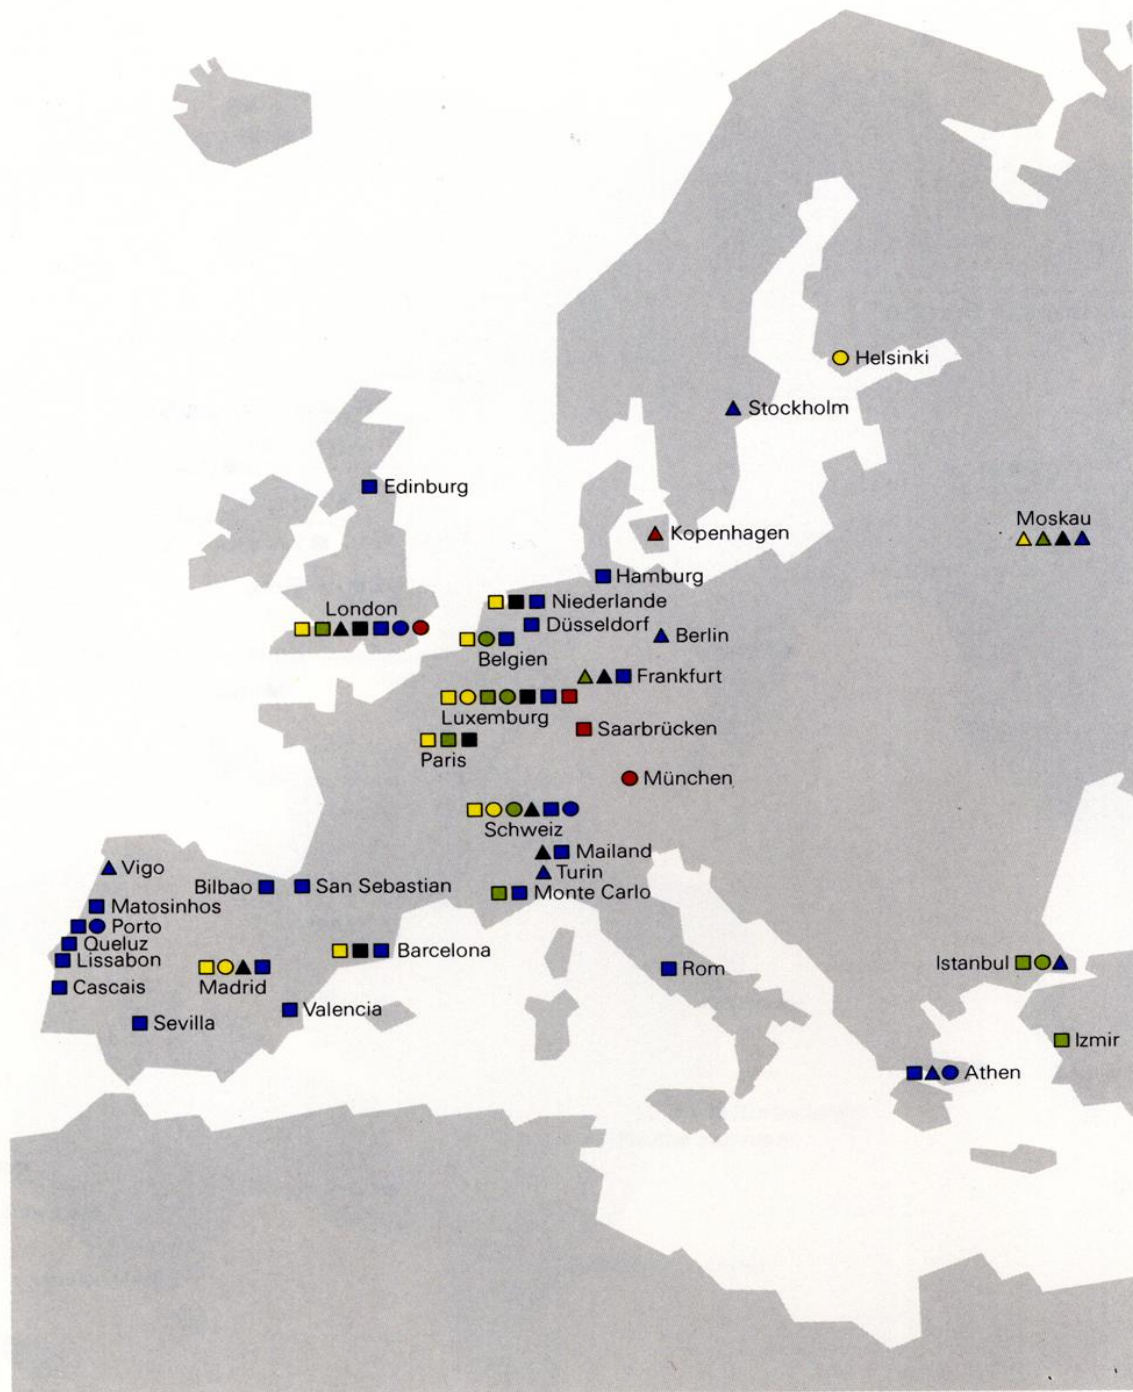 Helsinki
Stockholm
Edinburg
Moskau
Kopenhagen
Hamburg
Niederlande
London
Düsseldorf
Berlin
Belgien
Frankfurt
Luxemburg
Saarbrücken
Paris
München
Schweiz
Mailand
Vigo
Turin
Bilbao
San Sebastian
Monte Carlo
Matosinhos
Porto
Queluz
Barcelona
Lissabon
Istanbul
Rom
Cascais
Madrid
Valencia
Sevilla
Izmir
Athen